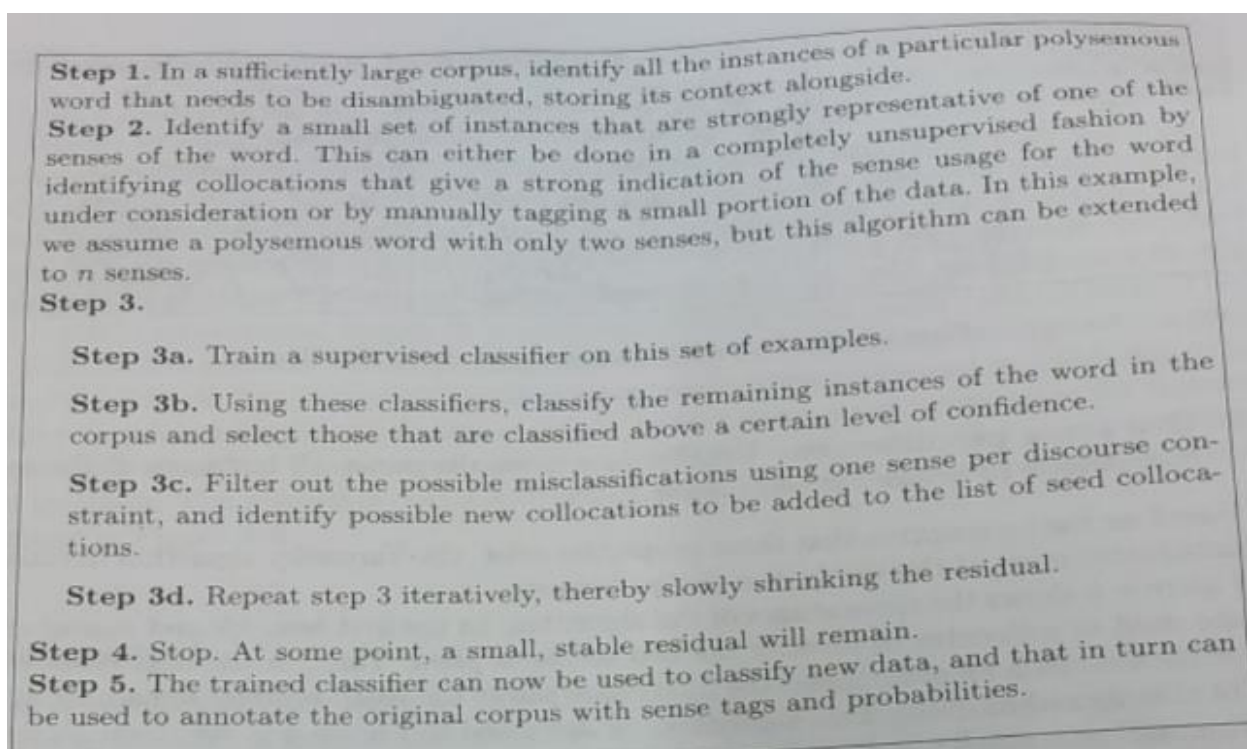 Step 1. In a sufficiently large corpus, identify all the instances of a particular polysemous
word that needs to be disambiguated, storing its context alongside.
Step 2. Identify a small set of instances that are strongly representative of one of the
senses of the word. This can either be done in a completely unsupervised fashion by
identifying collocations that give a strong indication of the sense usage for the word
under consideration or by manually tagging a small portion of the data. In this example,
we assume a polysemous word with only two senses, but this algorithm can be extended
to n senses.
Step 3.
Step 3a. Train a supervised classifier on this set of examples.
Step 3b. Using these classifiers, classify the remaining instances of the word in the
corpus and select those that are classified above a certain level of confidence.
Step 3c. Filter out the possible misclassifications using one sense per discourse con-
straint, and identify possible new collocations to be added to the list of seed colloca-
tions.
Step 3d. Repeat step 3 iteratively, thereby slowly shrinking the residual.
Step 4. Stop. At some point, a small, stable residual will remain.
Step 5. The trained classifier can now be used to classify new data, and that in turn can
be used to annotate the original corpus with sense tags and probabilities.